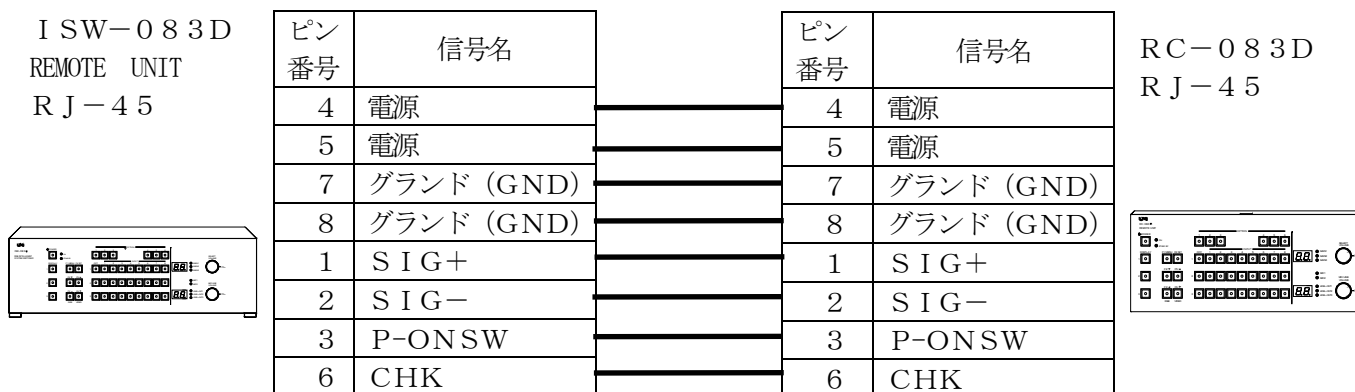 ＩＳＷ－０８３Ｄ
REMOTE UNIT
ＲＪ－４５
ピン番号 信号名
4 電源
5 電源
7 グランド（GND）
8 グランド（GND）
1 ＳＩＧ＋
2 ＳＩＧ－
3 P-ONSW
6 CHK
ピン番号 信号名
4 電源
5 電源
7 グランド（GND）
8 グランド（GND）
1 ＳＩＧ＋
2 ＳＩＧ－
3 P-ONSW
6 CHK
ＲＣ－０８３Ｄ
ＲＪ－４５